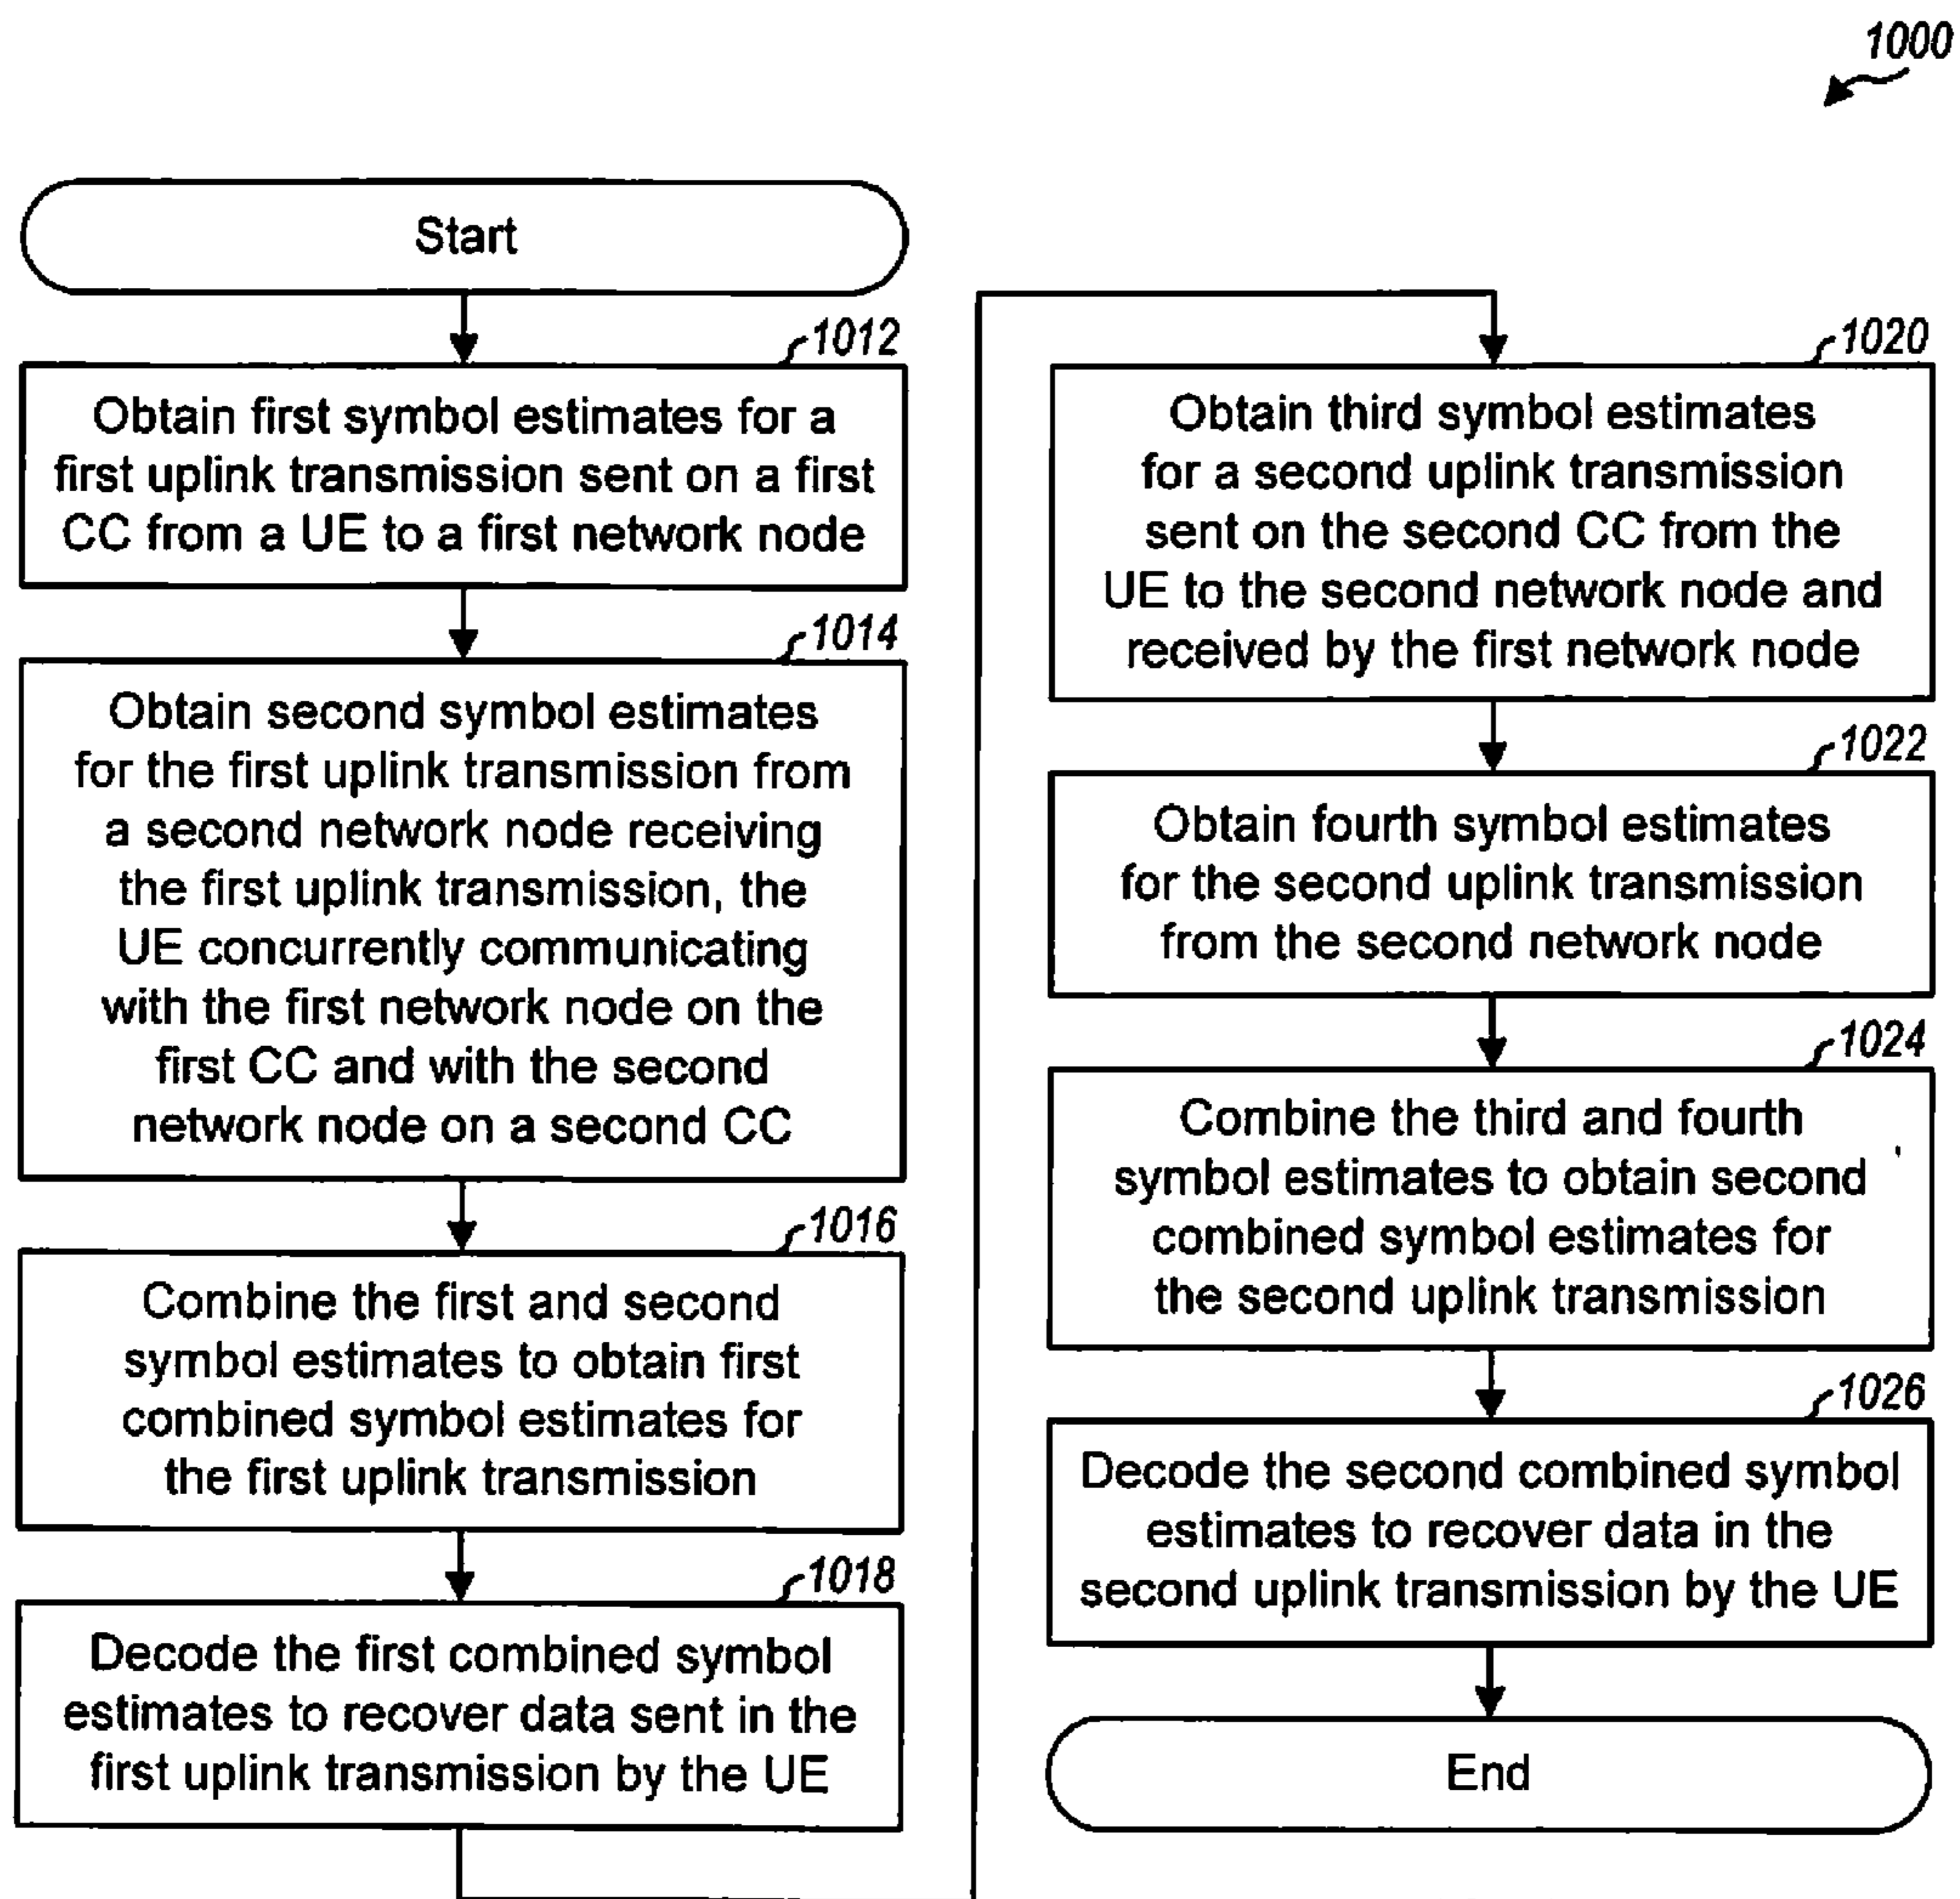 1000
Start
1012
Obtain first symbol estimates for a
first uplink transmission sent on a first
CC from a UE to a first network node
1014
Obtain second symbol estimates
for the first uplink transmission from
a second network node receiving
the first uplink transmission, the
UE concurrently communicating
with the first network node on the
first CC and with the second
network node on a second CC
1016
Combine the first and second
symbol estimates to obtain first
combined symbol estimates for
the first uplink transmission
1018
Decode the first combined symbol
estimates to recover data sent in the
first uplink transmission by the UE
1020
Obtain third symbol estimates
for a second uplink transmission
sent on the second CC from the
UE to the second network node and
received by the first network node
1022
Obtain fourth symbol estimates
for the second uplink transmission
from the second network node
1024
Combine the third and fourth
symbol estimates to obtain second
combined symbol estimates for
the second uplink transmission
1026
Decode the second combined symbol
estimates to recover data in the
second uplink transmission by the UE
End